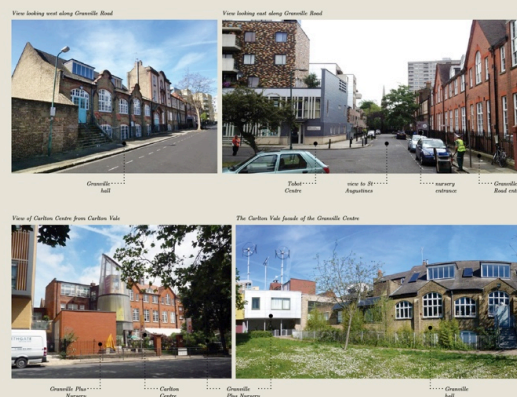 View looking west along Granville Road
View looking east along Granville Road
Granville
hall
Tabot
Centre
view to St
Augustines
nursery
entrance
Granville
Road
View of Carlton Centre from Carlton Vale
The Carlton Vale facade of the Granville Centre
Granville Plus
Nursery
Carlton
Centre
Granville
Plus Nursery
Granville
hall